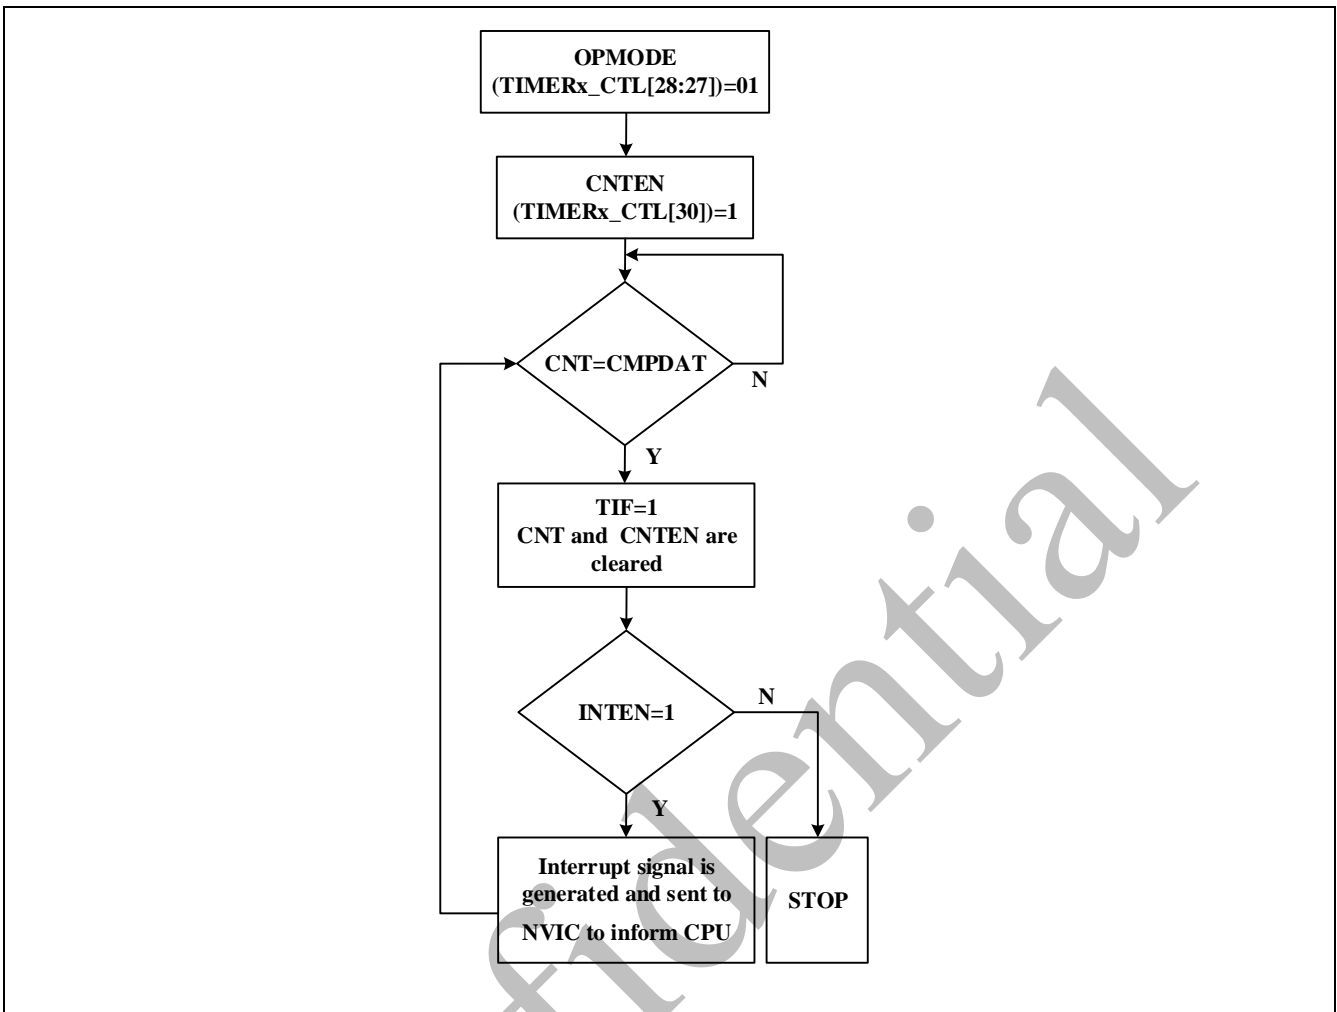 OPMODE
(TIMERx_CTL[28:27])=01
CNTEN
(TIMERx_CTL[30])=1
CNT=CMPDAT
N
Y
TIF=1
CNT and CNTEN are
cleared
INTEN=1
N
Y
Interrupt signal is
generated and sent to
NVIC to inform CPU
STOP
fidential